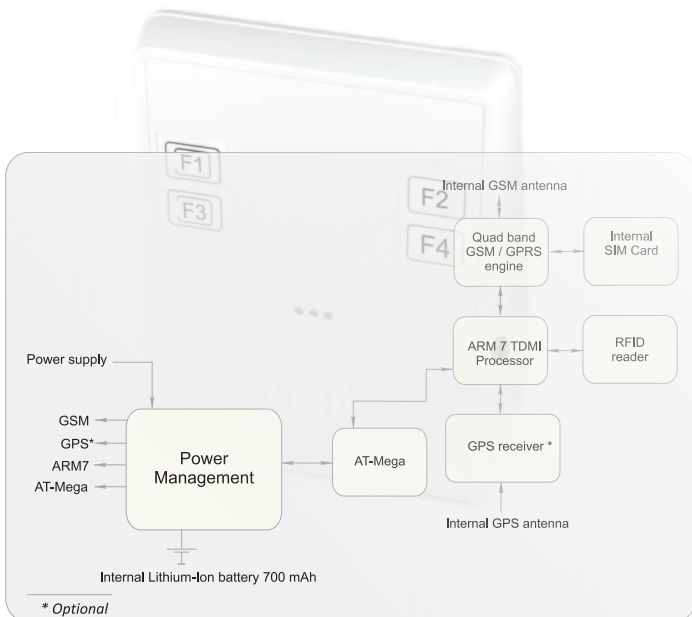 F1
F2
F3
F4
Internal GSM antenna
Quad band
GSM / GPRS
engine
Internal
SIM Card
ARM 7 TDMI
Processor
RFID
reader
Power supply
GSM
GPS*
ARM7
AT-Mega
Power
Management
AT-Mega
GPS receiver *
Internal GPS antenna
Internal Lithium-Ion battery 700 mAh
* Optional